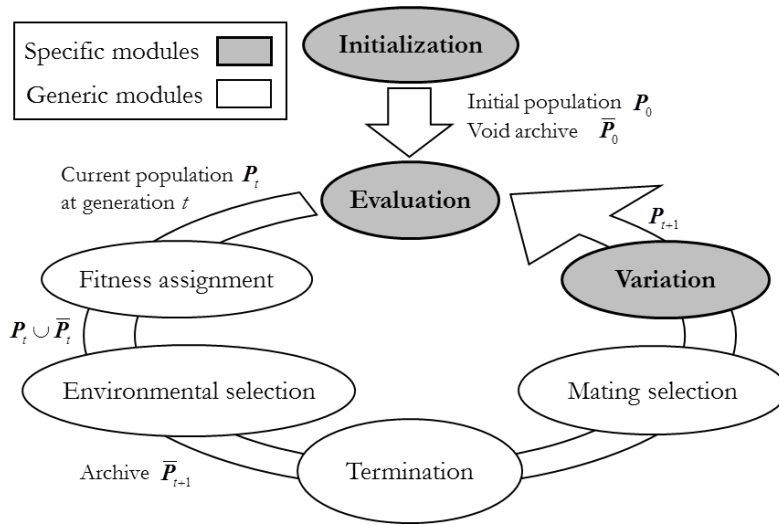 Initialization
Specific modules
Generic modules
Initial population P₀
Void archive P̅₀
Current population Pₜ
at generation t
Evaluation
Pₜ₊₁
Fitness assignment
Variation
Pₜ ∪ P̅ₜ
Environmental selection
Mating selection
Archive P̅ₜ₊₁
Termination